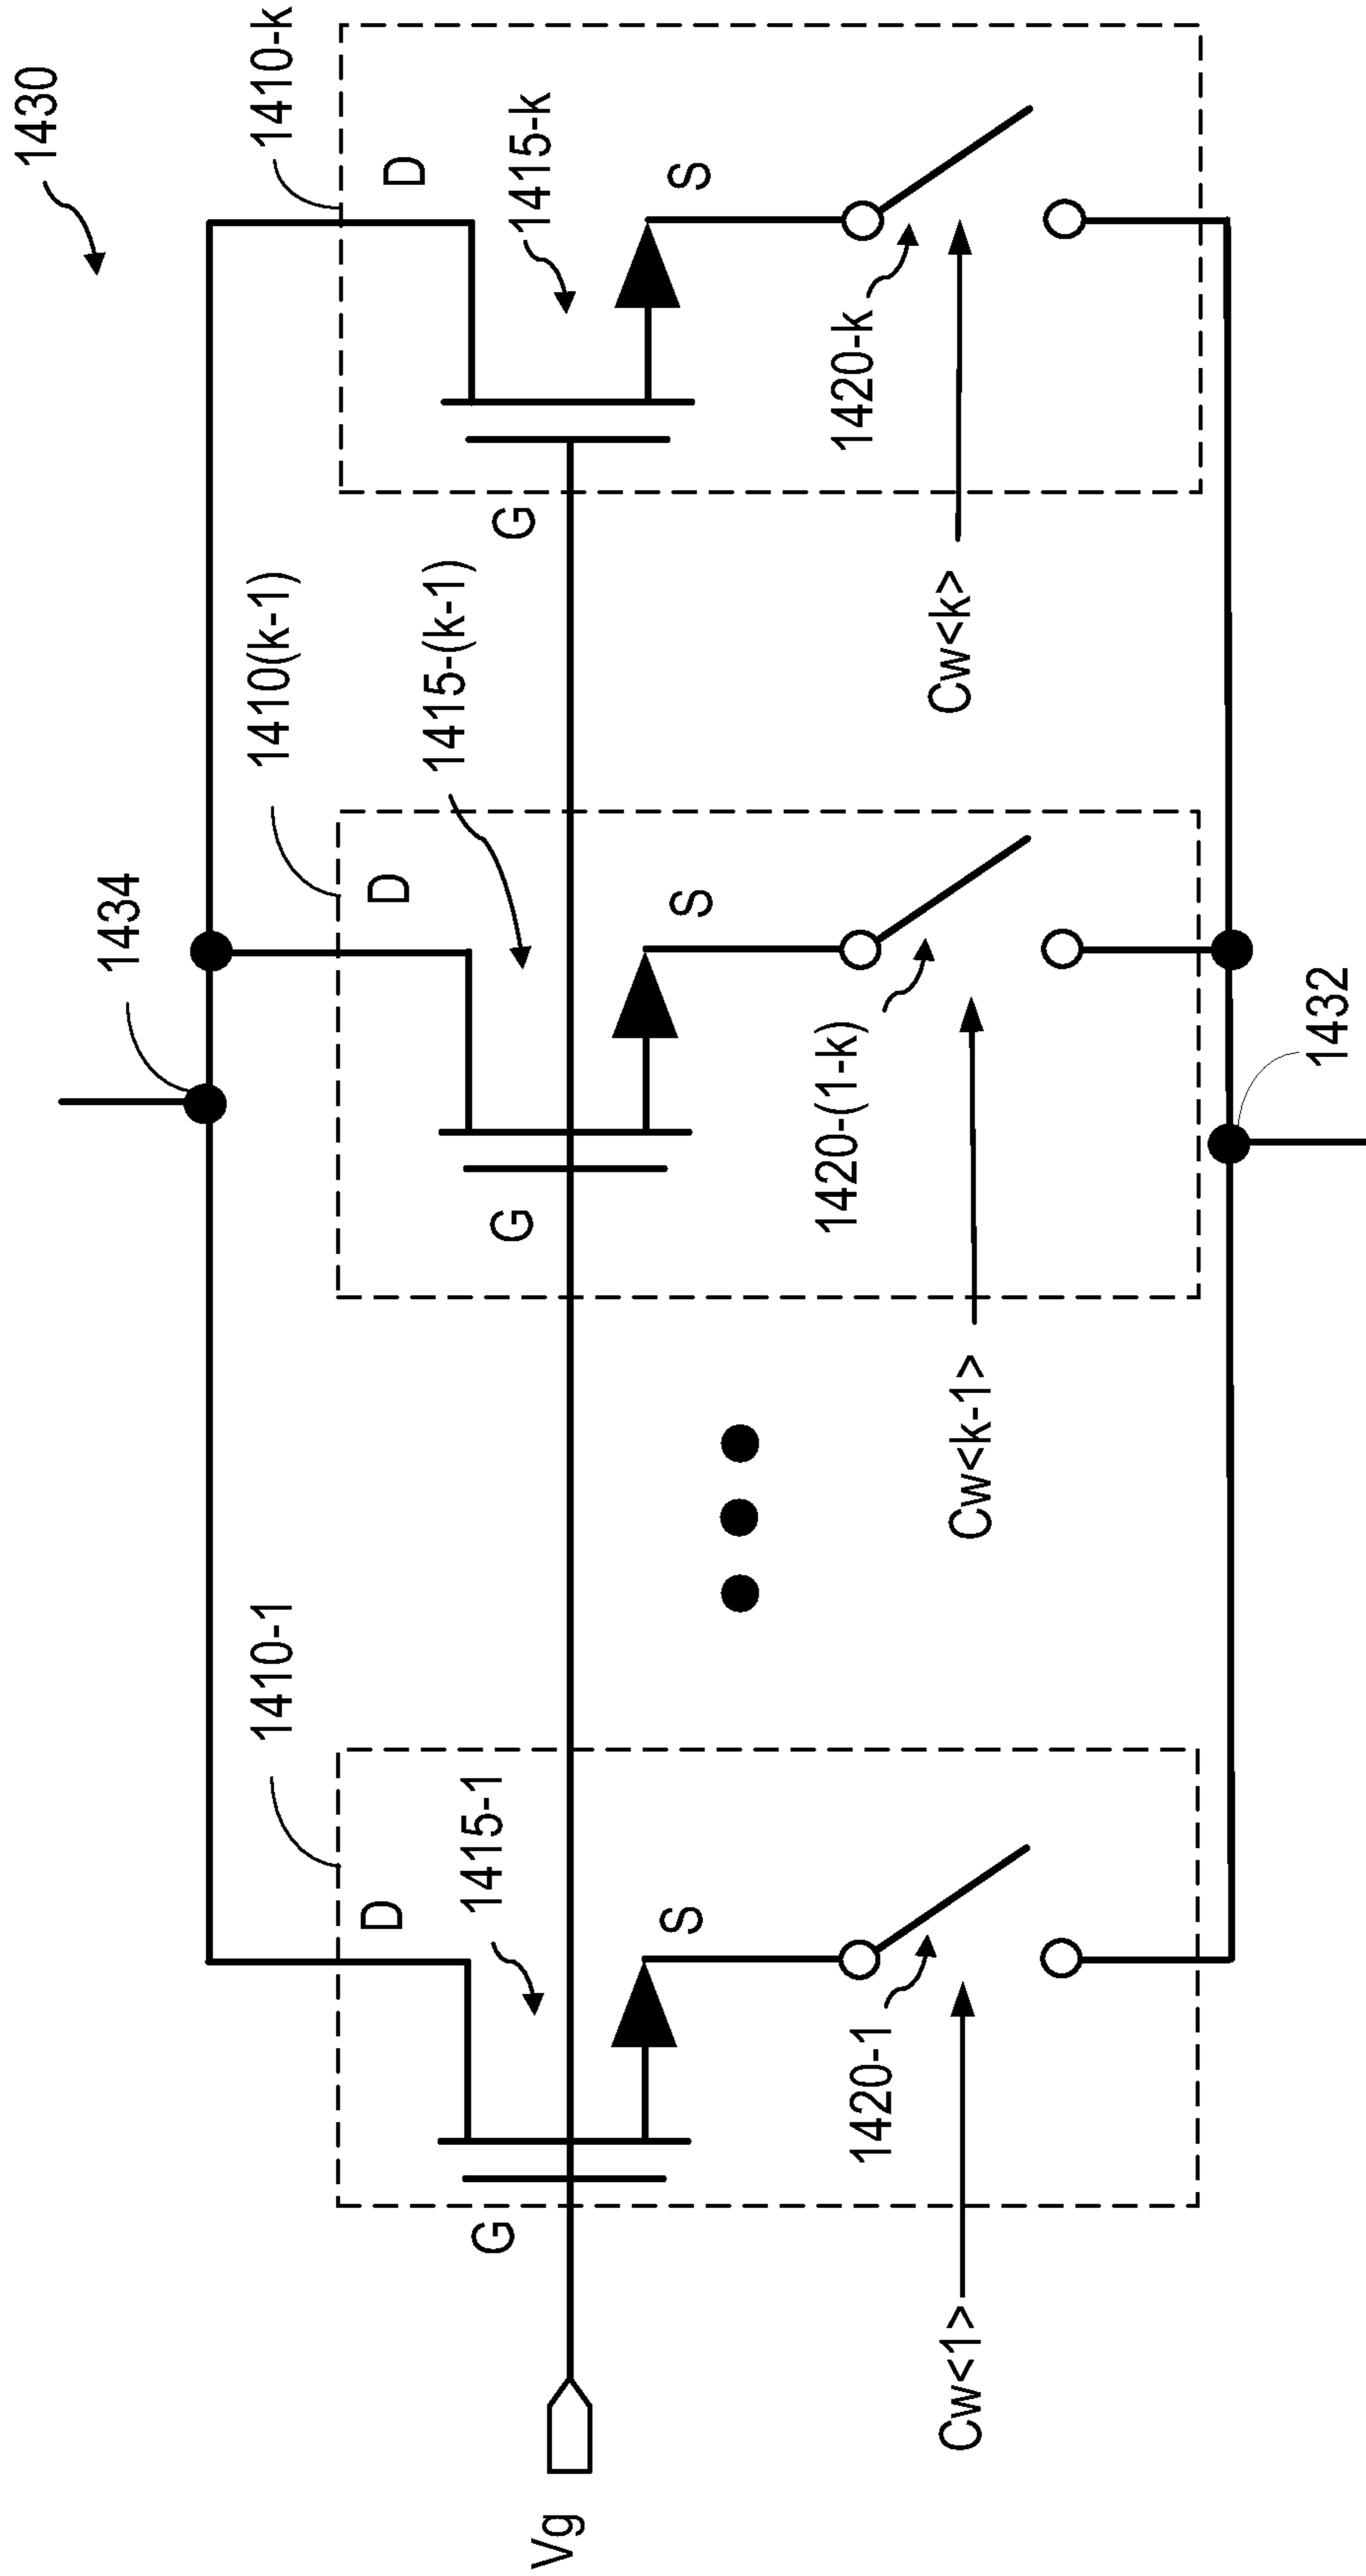 1430
1434
1410-1
1410(k-1)
1410-k
D
D
D
1415-1
1415-(k-1)
1415-k
G
G
G
Vg
S
S
S
1420-1
1420-(1-k)
1420-k
Cw<1>
Cw<k-1>
Cw<k>
1432